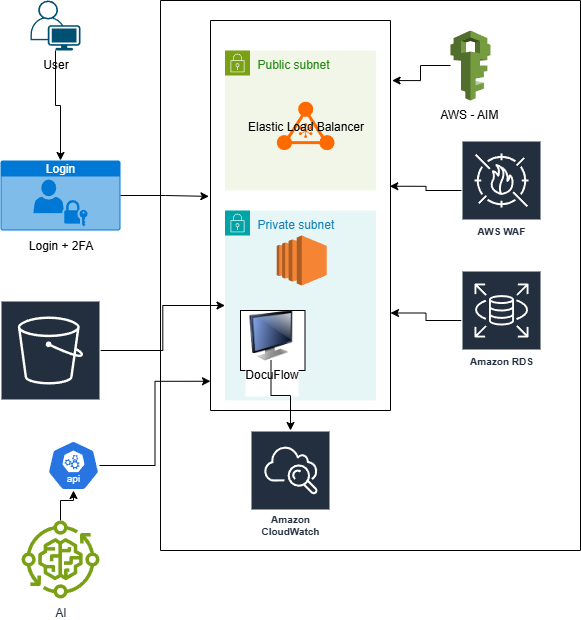 User
Public subnet
Elastic Load Balancer
AWS - AIM
Login
Login + 2FA
AWS WAF
Private subnet
DocuFlow
Amazon RDS
api
Amazon
CloudWatch
AI